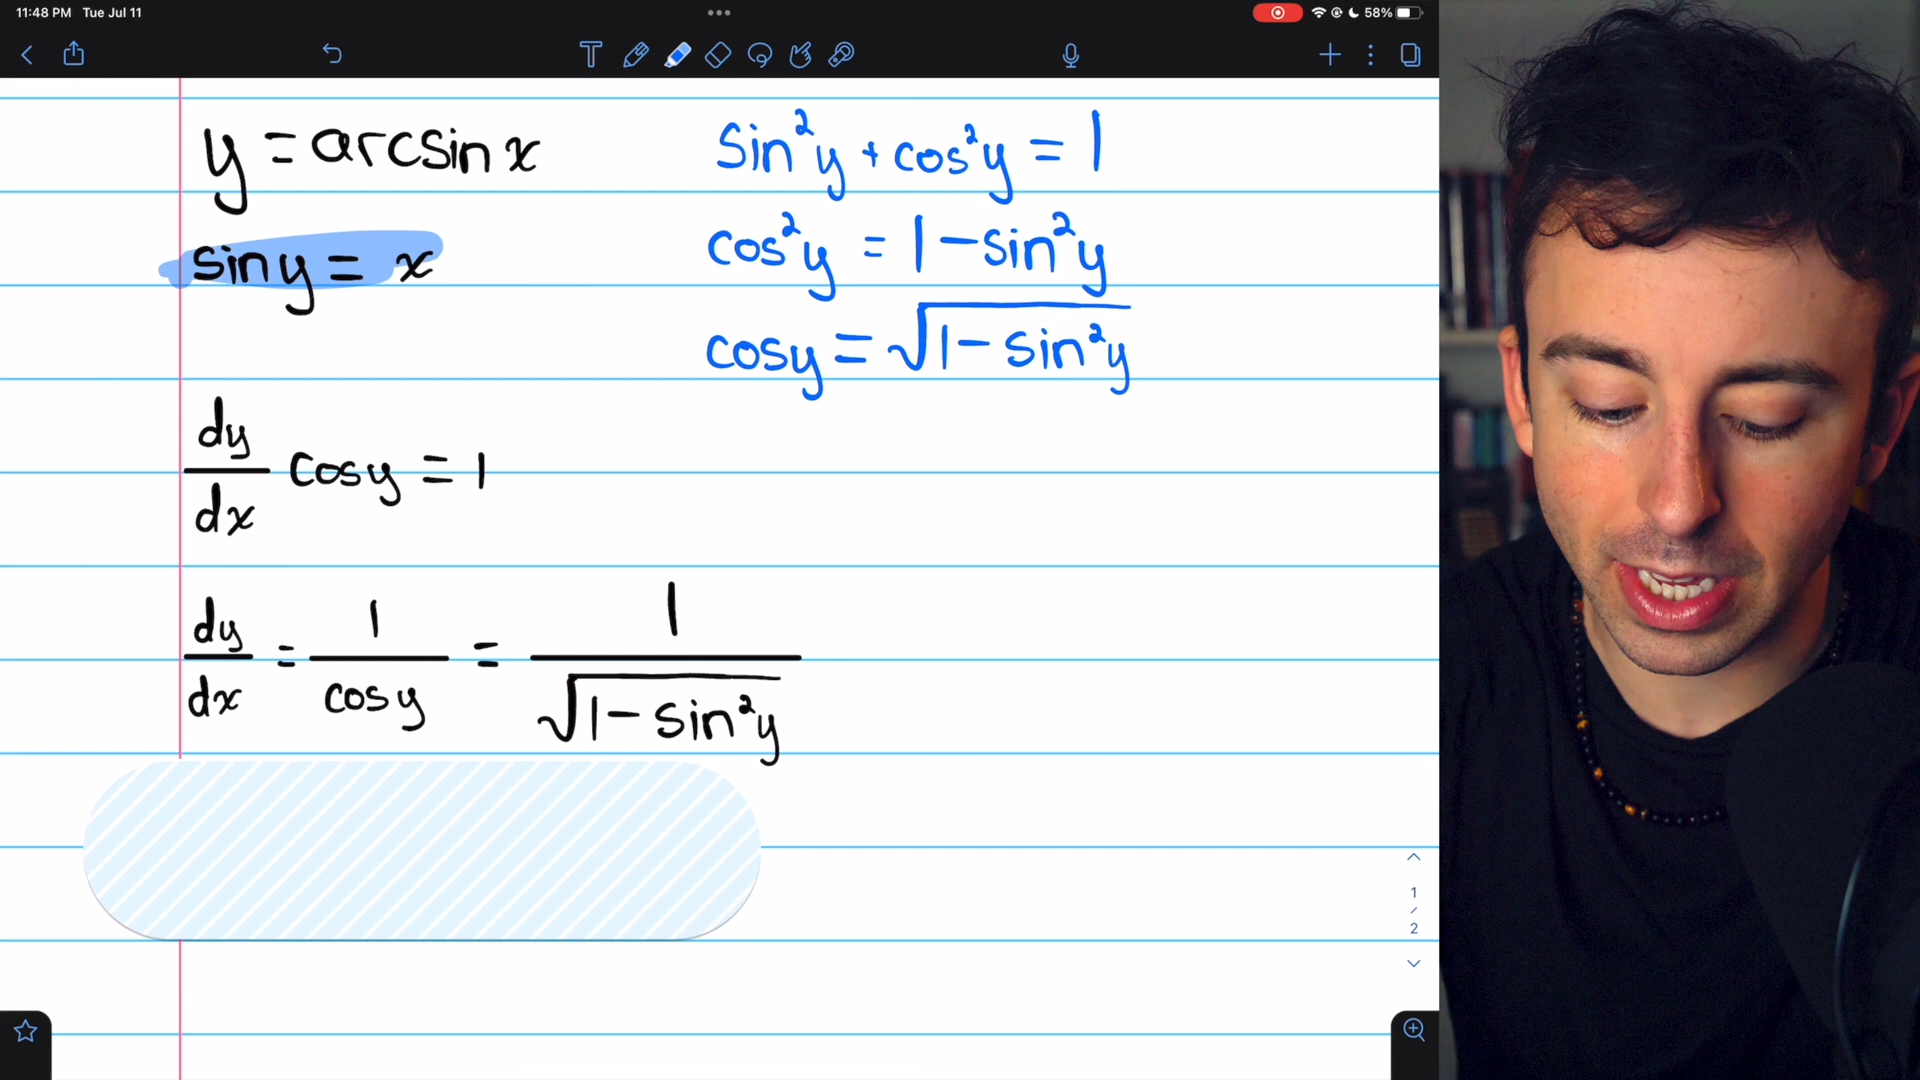 11:48 PM Tue Jul 11
58%
y = arcsin x
sin y = x
dy/dx cos y = 1
dy/dx = 1/cos y = 1/√(1 - sin²y)
sin²y + cos²y = 1
cos²y = 1 - sin²y
cos y = √(1 - sin²y)
1
/
2